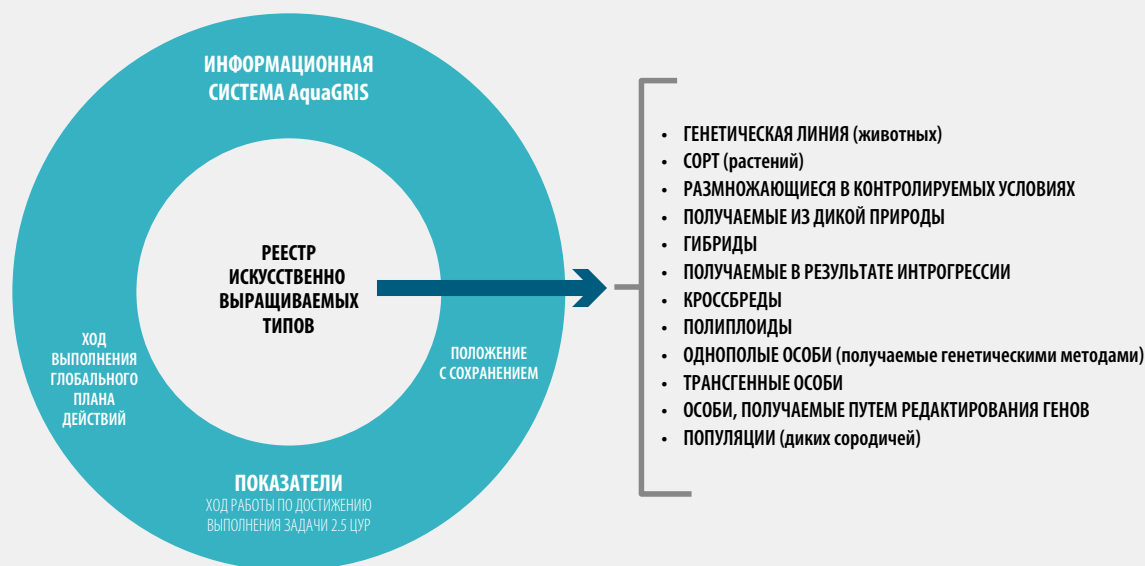 ИНФОРМАЦИОННАЯ
СИСТЕМА AquaGRIS
РЕЕСТР
ИСКУССТВЕННО
ВЫРАЩИВАЕМЫХ
ТИПОВ
ХОД
ВЫПОЛНЕНИЯ
ГЛОБАЛЬНОГО
ПЛАНА
ДЕЙСТВИЙ
ПОЛОЖЕНИЕ
С СОХРАНЕНИЕМ
ПОКАЗАТЕЛИ
ХОД РАБОТЫ ПО ДОСТИЖЕНИЮ
ВЫПОЛНЕНИЯ ЗАДАЧИ 2.5 ЦУР
• ГЕНЕТИЧЕСКАЯ ЛИНИЯ (животных)
• СОРТ (растений)
• РАЗМНОЖАЮЩИЕСЯ В КОНТРОЛИРУЕМЫХ УСЛОВИЯХ
• ПОЛУЧАЕМЫЕ ИЗ ДИКОЙ ПРИРОДЫ
• ГИБРИДЫ
• ПОЛУЧАЕМЫЕ В РЕЗУЛЬТАТЕ ИНТРОГРЕССИИ
• КРОССБРЕДЫ
• ПОЛИПЛОИДЫ
• ОДНОПОЛЫЕ ОСОБИ (получаемые генетическими методами)
• ТРАНСГЕННЫЕ ОСОБИ
• ОСОБИ, ПОЛУЧАЕМЫЕ ПУТЕМ РЕДАКТИРОВАНИЯ ГЕНОВ
• ПОПУЛЯЦИИ (диких сородичей)